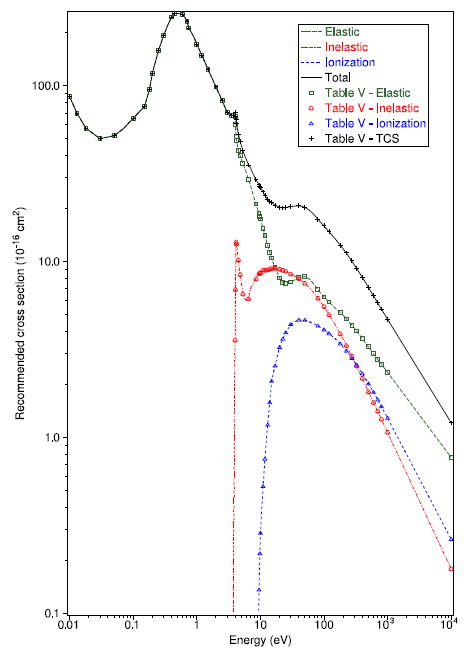 Elastic
Inelastic
Ionization
Total
Table V - Elastic
Table V - Inelastic
Table V - Ionization
Table V - TCS
100.0
10.0
1.0
0.1
Recommended cross section (10⁻¹⁶ cm²)
0.01 0.1 1 10 100 1000 10⁴
Energy (eV)